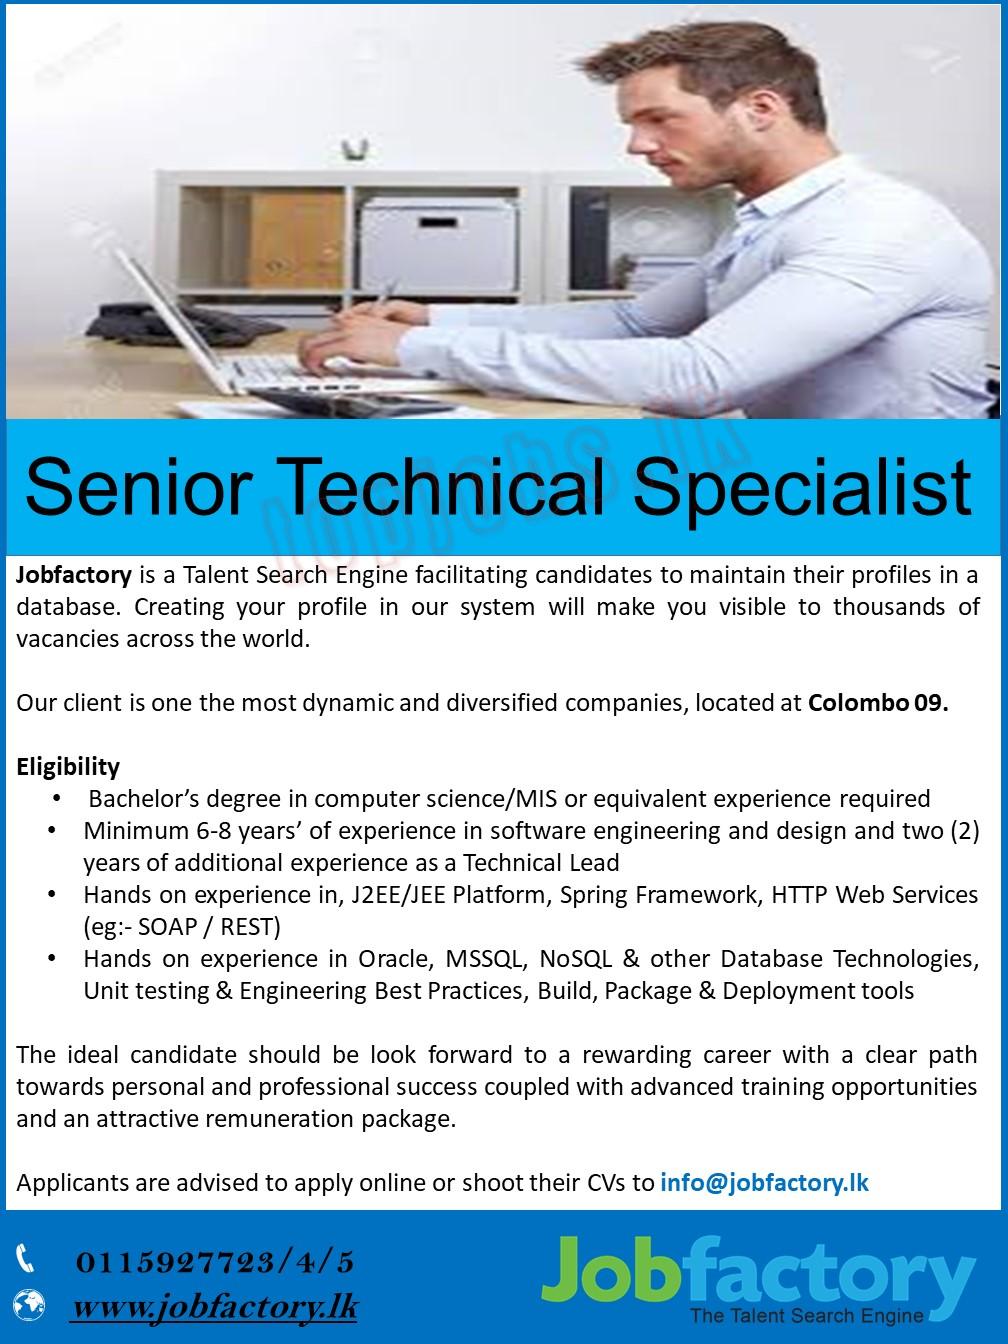 Senior Technical Specialist
TopJobs.lk
Jobfactory is a Talent Search Engine facilitating candidates to maintain their profiles in a
database. Creating your profile in our system will make you visible to thousands of
vacancies across the world.
Our client is one the most dynamic and diversified companies, located at Colombo 09.
Eligibility
• Bachelor’s degree in computer science/MIS or equivalent experience required
• Minimum 6-8 years’ of experience in software engineering and design and two (2)
years of additional experience as a Technical Lead
• Hands on experience in, J2EE/JEE Platform, Spring Framework, HTTP Web Services
(eg:- SOAP / REST)
• Hands on experience in Oracle, MSSQL, NoSQL & other Database Technologies,
Unit testing & Engineering Best Practices, Build, Package & Deployment tools
The ideal candidate should be look forward to a rewarding career with a clear path
towards personal and professional success coupled with advanced training opportunities
and an attractive remuneration package.
Applicants are advised to apply online or shoot their CVs to info@jobfactory.lk
0115927723/4/5
www.jobfactory.lk
Jobfactory
The Talent Search Engine